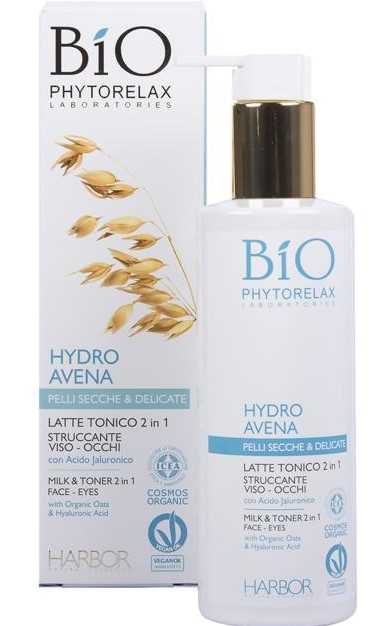 BiO
PHYTORELAX
LABORATORIES
HYDRO
AVENA
PELLI SECCHE & DELICATE
LATTE TONICO 2 in 1
STRUCCANTE
VISO - OCCHI
con Acido Jaluronico
MILK & TONER 2 in 1
FACE - EYES
with Organic Oats
& Hyaluronic Acid
ICEA
COSMOS
ORGANIC
VEGANOK
HARBOR
BiO
PHYTORELAX
LABORATORIES
HYDRO
AVENA
PELLI SECCHE & DELICATE
LATTE TONICO 2 in 1
STRUCCANTE
VISO - OCCHI
con Acido Jaluronico
MILK & TONER 2 in 1
FACE - EYES
with Organic Oats
& Hyaluronic Acid
COSMOS
ORGANIC
HARBOR